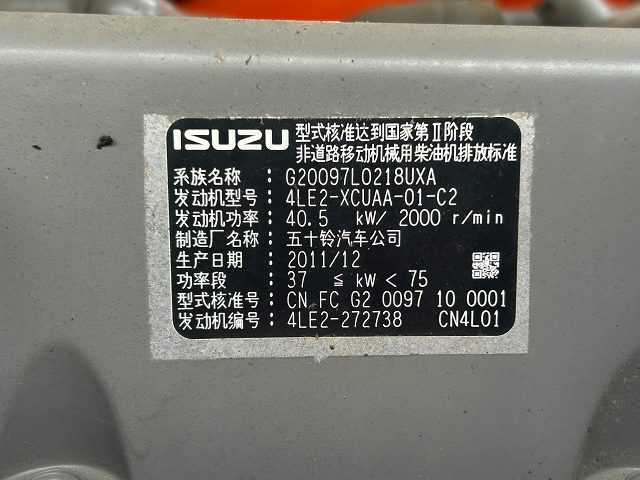 ISUZU 型式核准达到国家第Ⅱ阶段
非道路移动机械用柴油机排放标准
系族名称 : G20097L0218UXA
发动机型号 : 4LE2-XCUAA-01-C2
发动机功率 : 40.5 kW/ 2000 r/min
制造厂名称 : 五十铃汽车公司
生产日期 : 2011/12
功率段 : 37 ≦ kW < 75
型式核准号 : CN FC G2 0097 10 0001
发动机编号 : 4LE2-272738 CN4L01